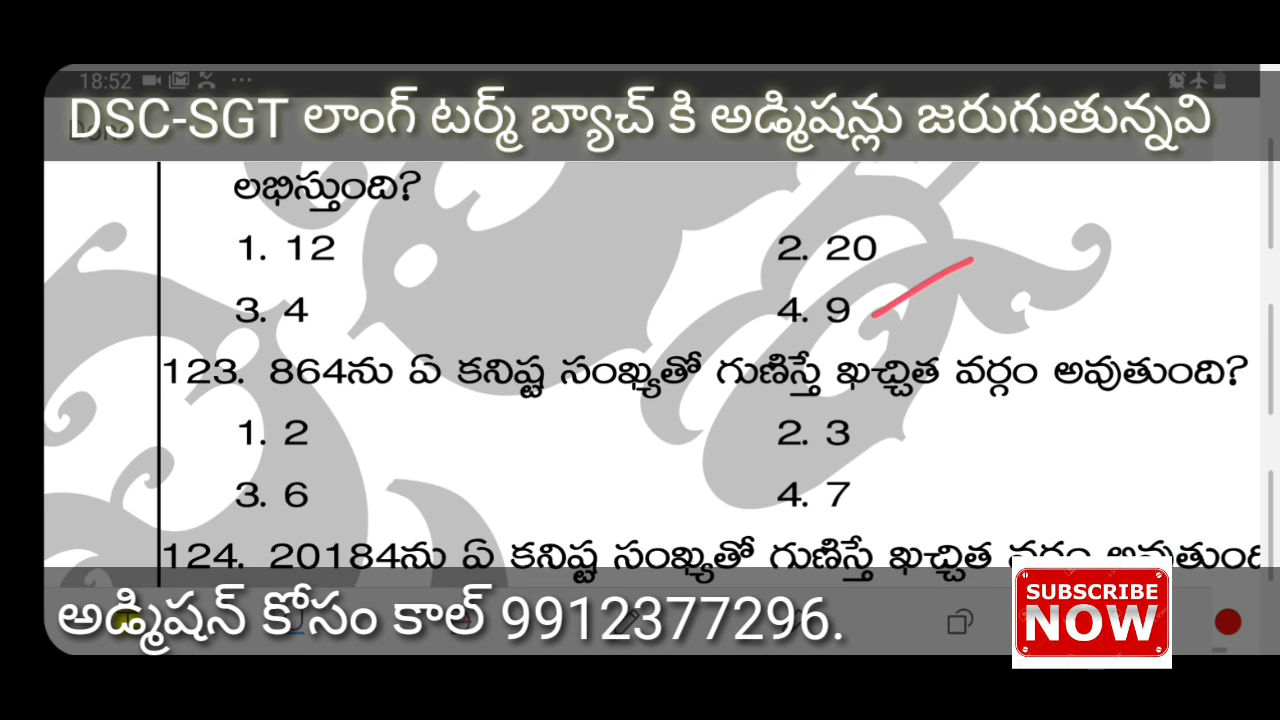 18:52
DSC-SGT లాంగ్ టర్మ్ బ్యాచ్ కి అడ్మిషన్లు జరుగుతున్నవి
లభిస్తుంది?
1. 12
2. 20
3. 4
4. 9
123. 864ను ఏ కనిష్ట సంఖ్యతో గుణిస్తే ఖచ్చిత వర్గం అవుతుంది?
1. 2
2. 3
3. 6
4. 7
124. 20184ను ఏ కనిష్ట సంఖ్యతో గుణిస్తే ఖచ్చిత
అడ్మిషన్ కోసం కాల్ 9912377296.
SUBSCRIBE
NOW